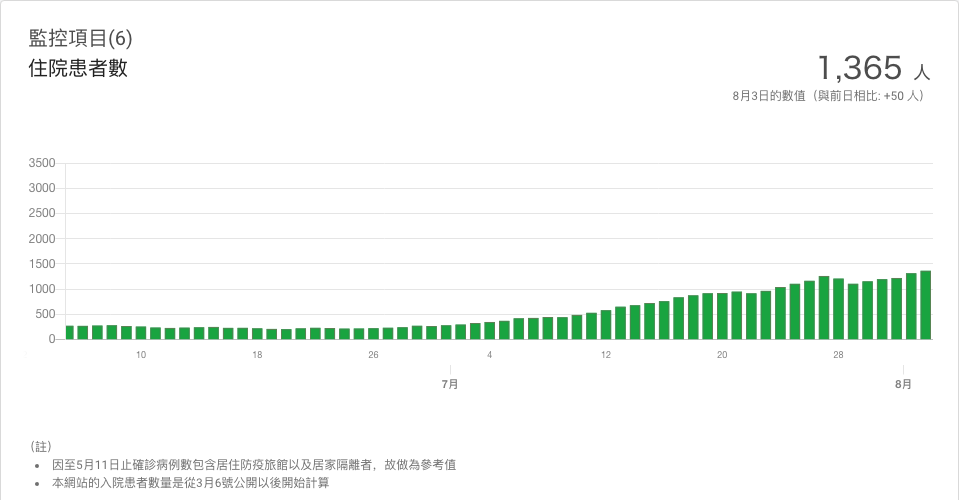 監控項目(6)
住院患者數
1,365 人
8月3日的數值（與前日相比: +50 人）
3500
3000
2500
2000
1500
1000
500
0
10
18
26
4
12
20
28
7月
8月
（註）
• 因至5月11日止確診病例數包含居住防疫旅館以及居家隔離者，故做為參考值
• 本網站的入院患者數量是從3月6號公開以後開始計算